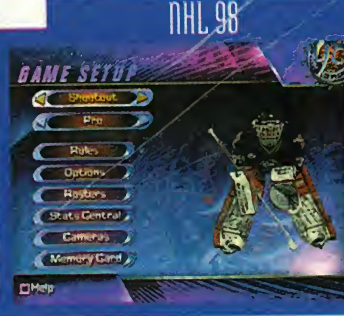 NHL 98
GAME SETUP
Shootout
Pro
Rules
Options
Rosters
Stats Central
Cameras
Memory Card
Help